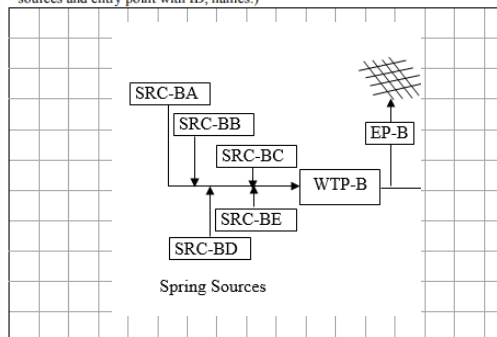 sources and entry point with ID, names.)
SRC-BA
SRC-BB
EP-B
SRC-BC
WTP-B
SRC-BE
SRC-BD
Spring Sources